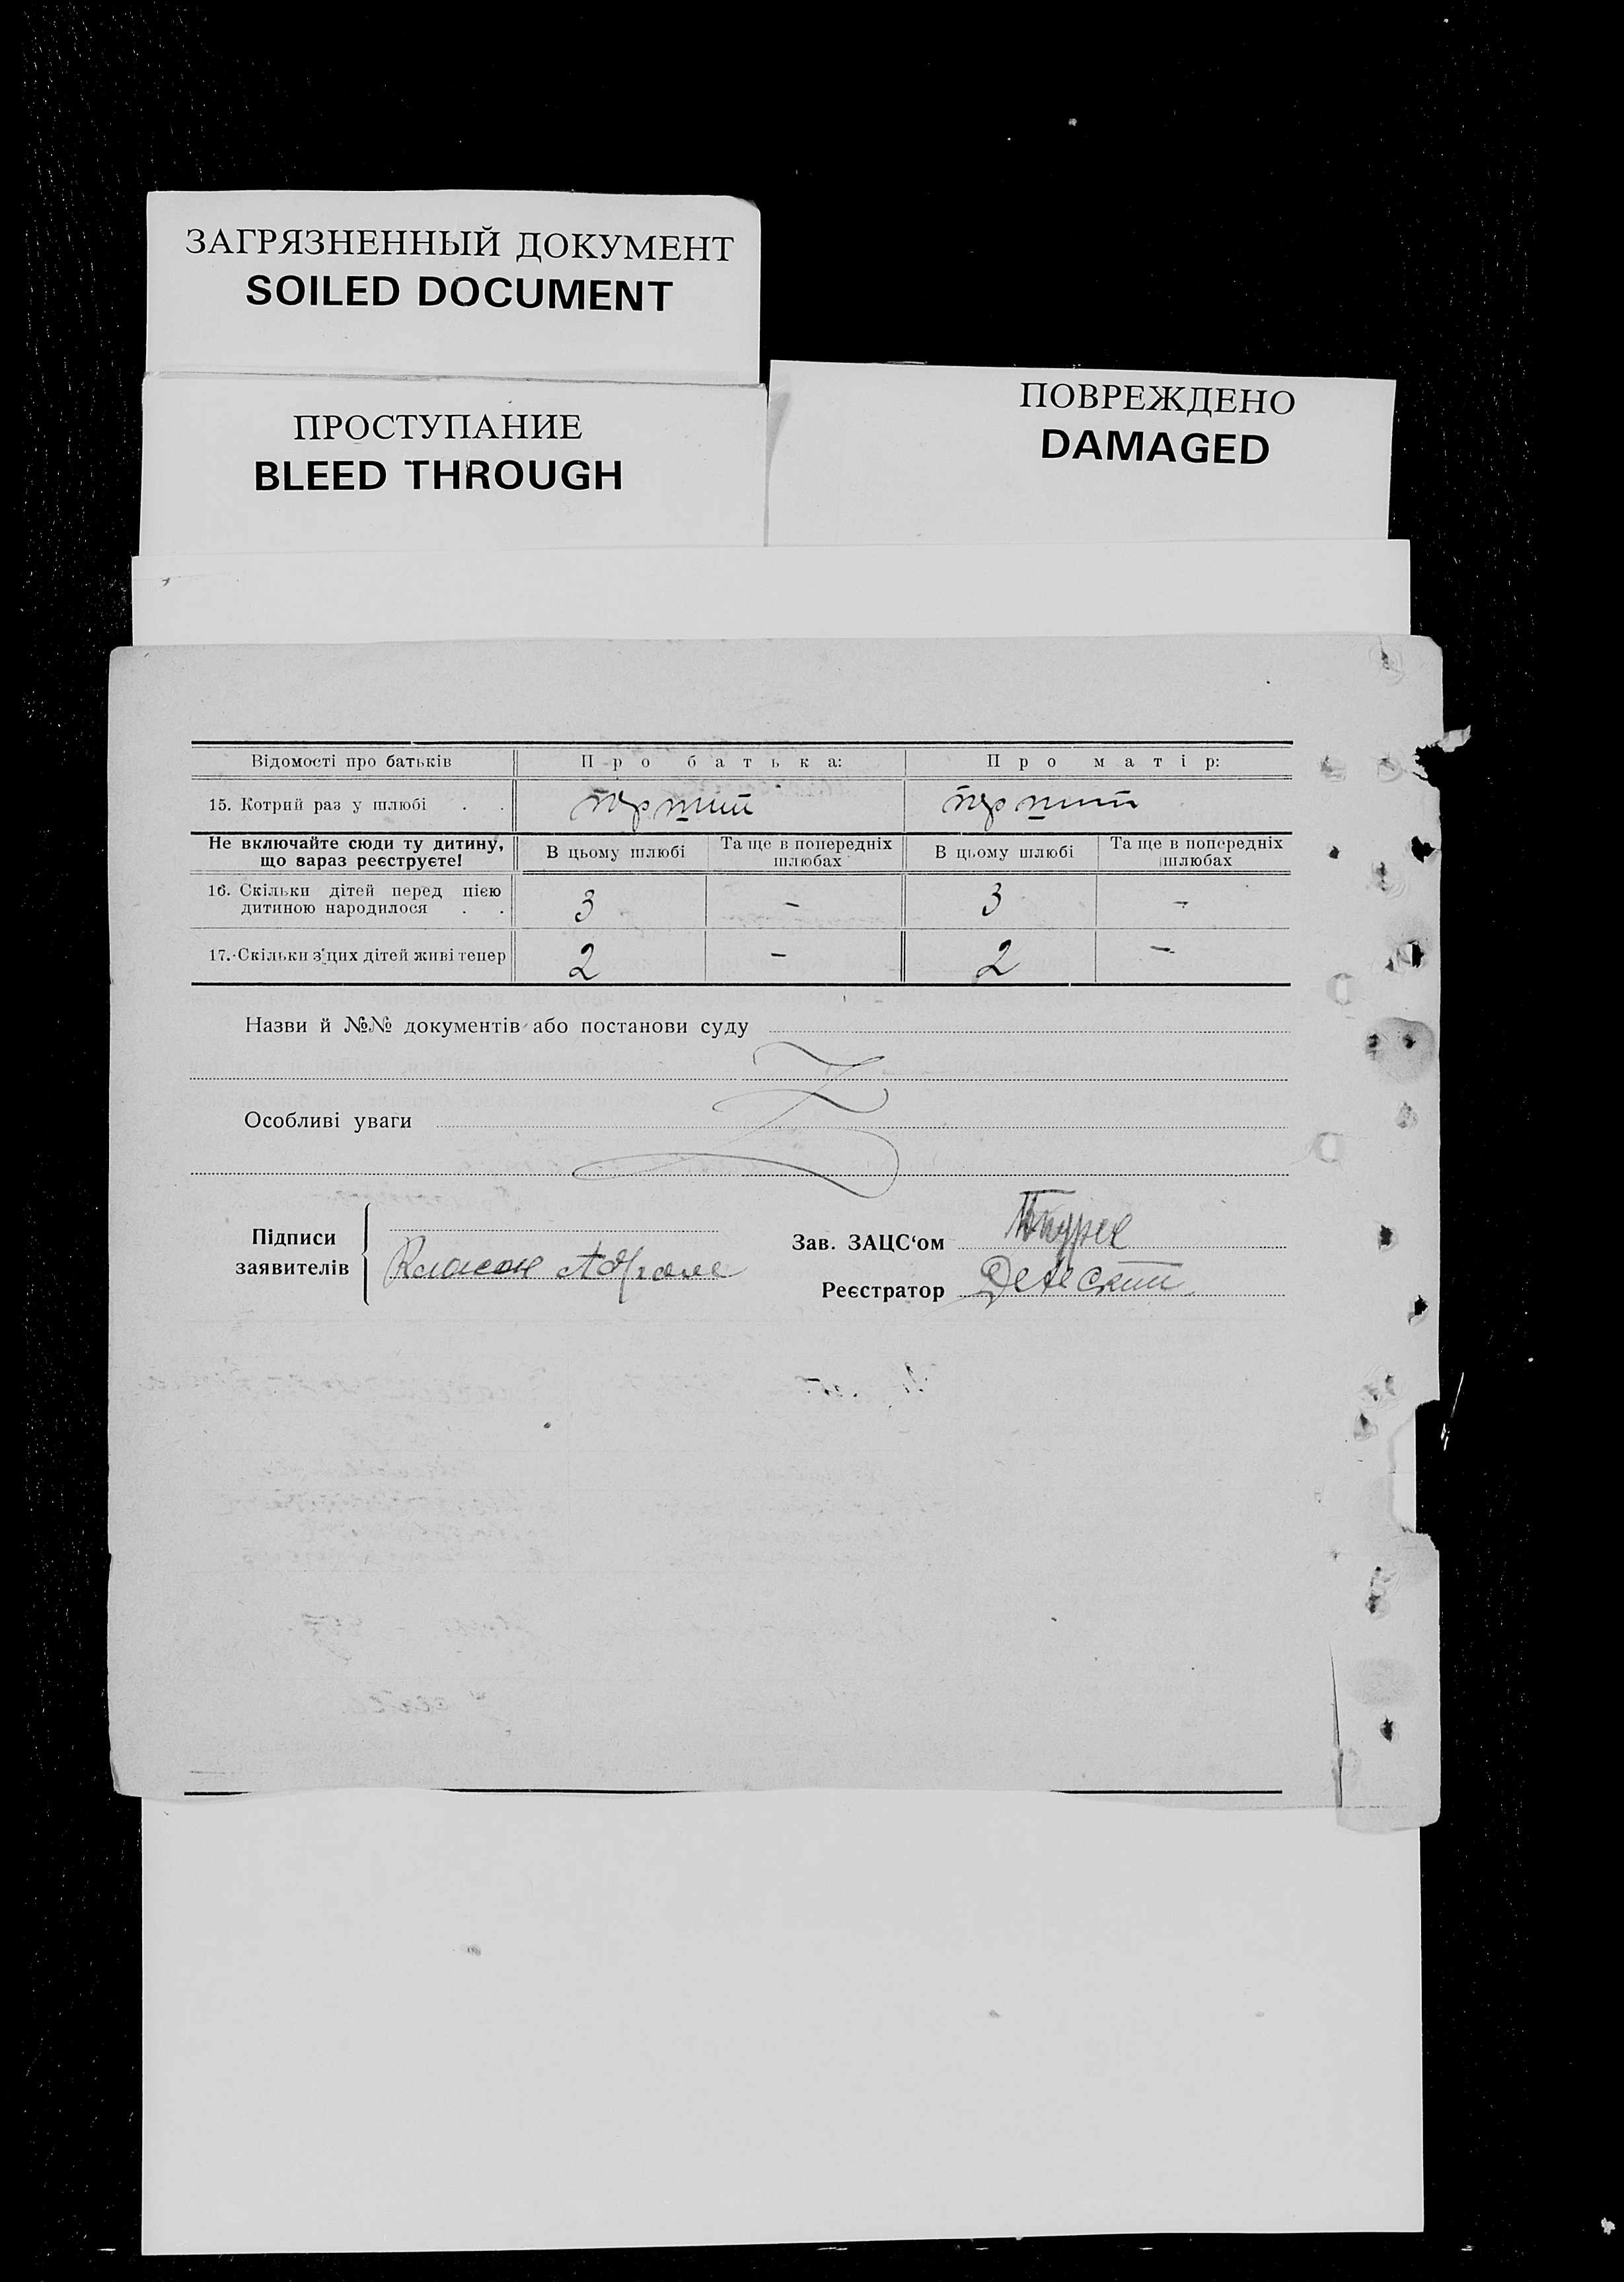 ЗАГРЯЗНЕННЫЙ ДОКУМЕНТ
SOILED DOCUMENT
ПРОСТУПАНИЕ
BLEED THROUGH
ПОВРЕЖДЕНО
DAMAGED
Відомості про батьків Про батька: Про матір:
15. Котрий раз у шлюбі . . перший перший
Не включайте сюди ту дитину,
що зараз реєструєте!
В цьому шлюбі
Та ще в попередніх
шлюбах
В цьому шлюбі
Та ще в попередніх
шлюбах
16. Скільки дітей перед цією
дитиною народилося . . 3 - 3 -
17. Скільки з цих дітей живі тепер 2 - 2 -
Назви й №№ документів або постанови суду
Особливі уваги
Підписи
заявителів
Зав. ЗАЦС'ом
Реєстратор